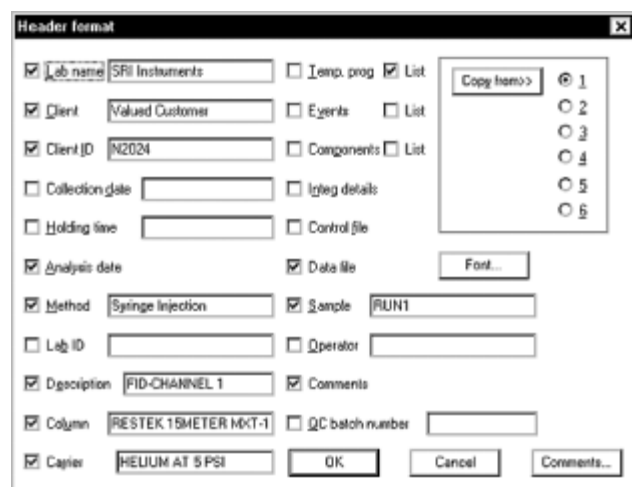 Header format
Lab name SRI Instruments Temp. prog List Copy from>> 1
Client Valued Customer Events List 2
Client ID N2024 Components List 3
4
Collection date Integ details 5
6
Holding time Control file
Analysis date Data file Font...
Method Syringe Injection Sample RUN1
Lab ID Operator
Description FID-CHANNEL 1 Comments
Column RESTEK 15METER MXT-1 QC batch number
Carrier HELIUM AT 5 PSI OK Cancel Comments...